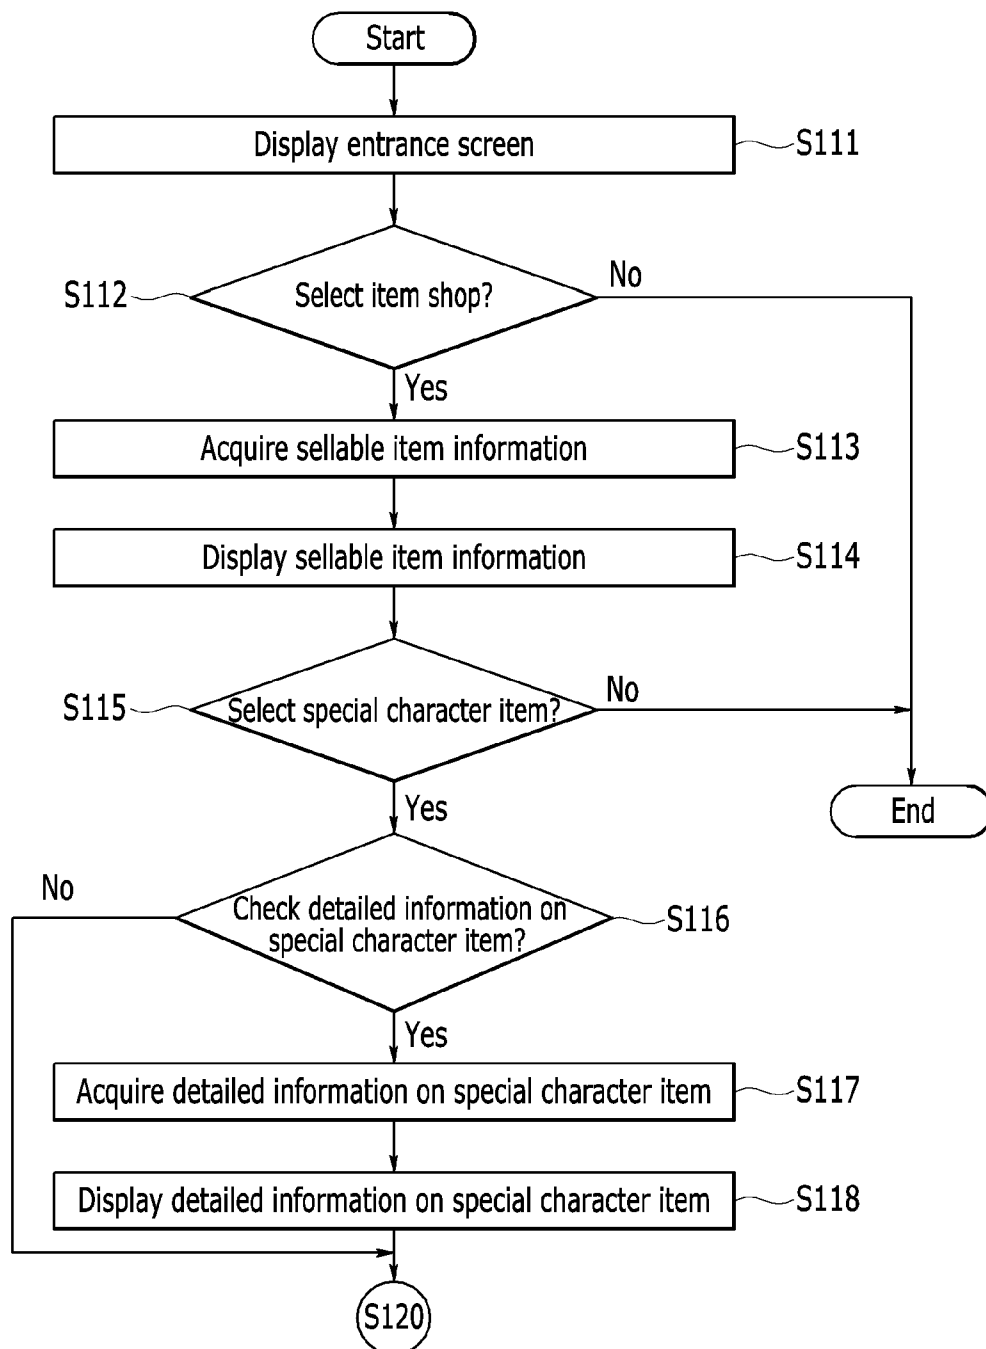 Start
Display entrance screen
S111
No
Select item shop?
S112
Yes
Acquire sellable item information
S113
Display sellable item information
S114
No
Select special character item?
S115
Yes
End
No
Check detailed information on
special character item?
S116
Yes
Acquire detailed information on special character item
S117
Display detailed information on special character item
S118
S120